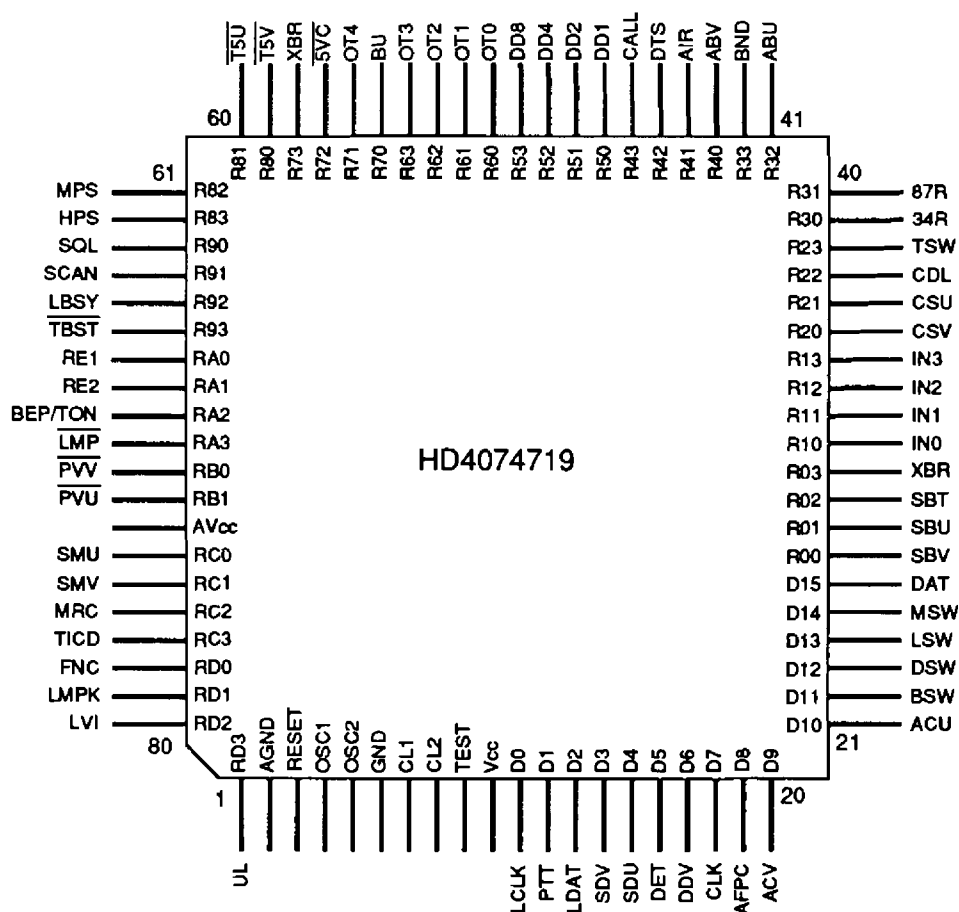 T5U T5V XBR 5VC OT4 BU OT3 OT2 OT1 OT0 DD8 DD4 DD2 DD1 CALL DTS AIR ABV BND ABU
60 41
R81 R80 R73 R72 R71 R70 R63 R62 R61 R60 R53 R52 R51 R50 R43 R42 R41 R40 R33 R32
61 40
MPS R82 R31 87R
HPS R83 R30 34R
SQL R90 R23 TSW
SCAN R91 R22 CDL
LBSY R92 R21 CSU
TBST R93 R20 CSV
RE1 RA0 R13 IN3
RE2 RA1 R12 IN2
BEP/TON RA2 R11 IN1
LMP RA3 R10 IN0
HD4074719
PVV RB0 R03 XBR
PVU RB1 R02 SBT
AVcc R01 SBU
SMU RC0 R00 SBV
SMV RC1 D15 DAT
MRC RC2 D14 MSW
TICD RC3 D13 LSW
FNC RD0 D12 DSW
LMPK RD1 D11 BSW
LVI RD2 D10 ACU
80 21
RD3 AGND RESET OSC1 OSC2 GND CL1 CL2 TEST Vcc D0 D1 D2 D3 D4 D5 D6 D7 D8 D9
1 20
UL LCLK PTT LDAT SDV SDU DET DDV CLK AFPC ACV